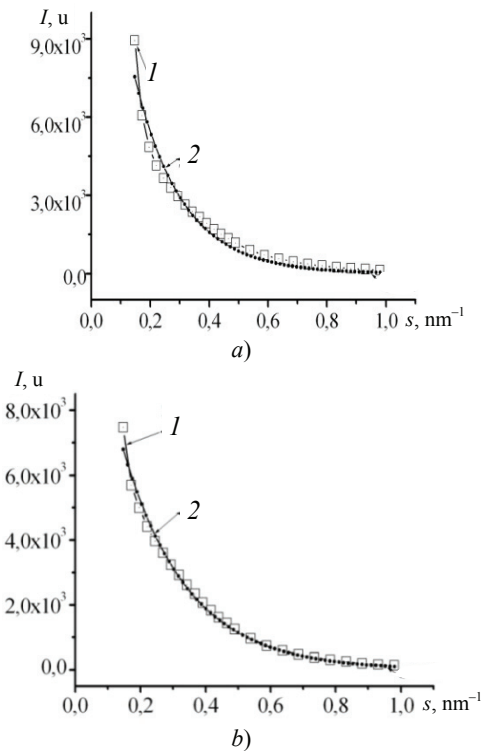 I, u
9,0x10³
1
6,0x10³
2
3,0x10³
0,0
0,0 0,2 0,4 0,6 0,8 1,0 s, nm⁻¹
a)
I, u
8,0x10³
1
6,0x10³
2
4,0x10³
2,0x10³
0,0
0,0 0,2 0,4 0,6 0,8 1,0 s, nm⁻¹
b)